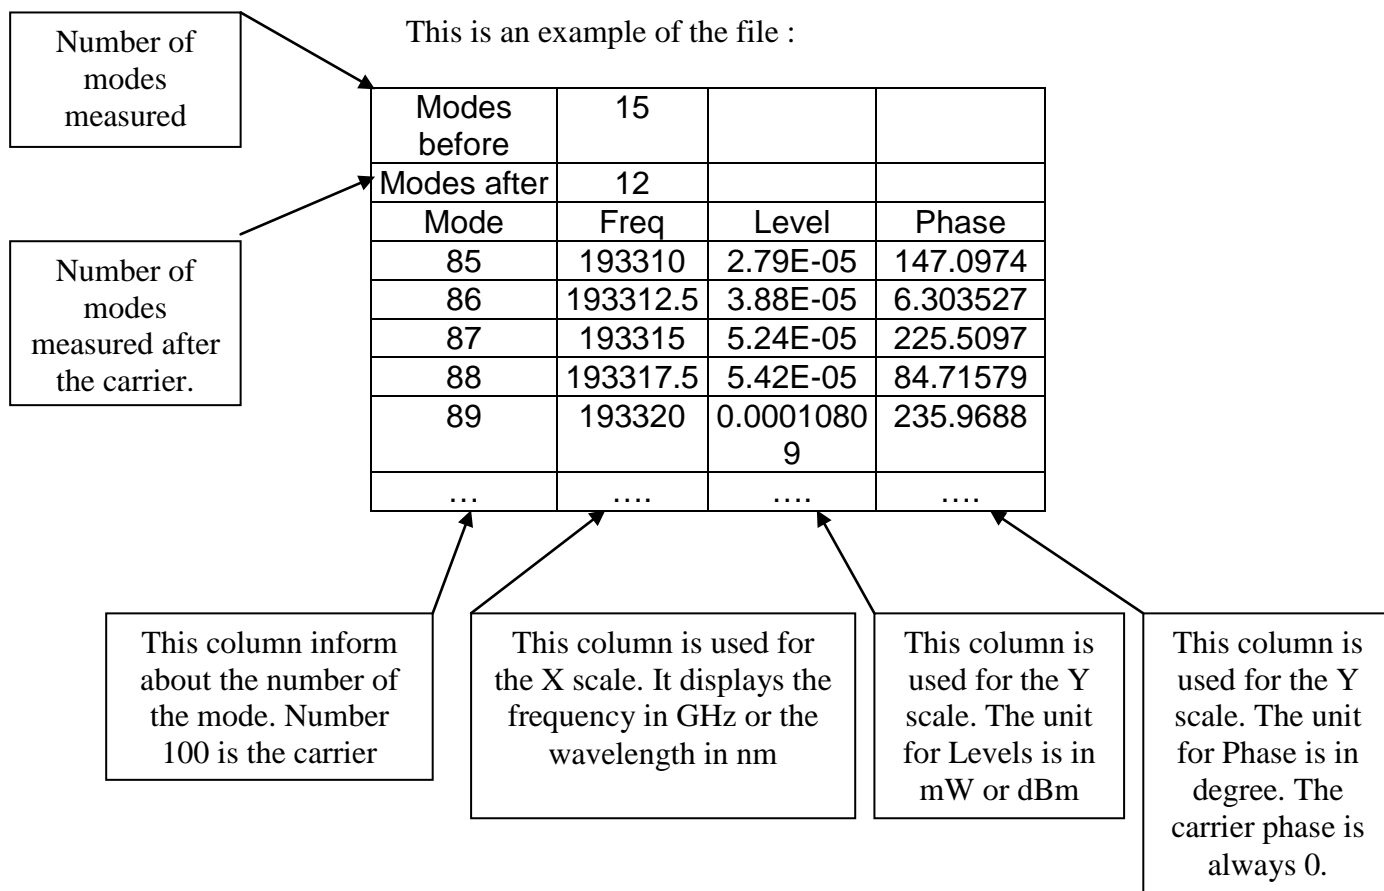 This is an example of the file :
Number of
modes
measured
Number of
modes
measured after
the carrier.
Modes
before
15
Modes after
12
Mode Freq Level Phase
85 193310 2.79E-05 147.0974
86 193312.5 3.88E-05 6.303527
87 193315 5.24E-05 225.5097
88 193317.5 5.42E-05 84.71579
89 193320 0.0001080
9
235.9688
… …. …. ….
This column inform
about the number of
the mode. Number
100 is the carrier
This column is used for
the X scale. It displays the
frequency in GHz or the
wavelength in nm
This column is
used for the Y
scale. The unit
for Levels is in
mW or dBm
This column is
used for the Y
scale. The unit
for Phase is in
degree. The
carrier phase is
always 0.